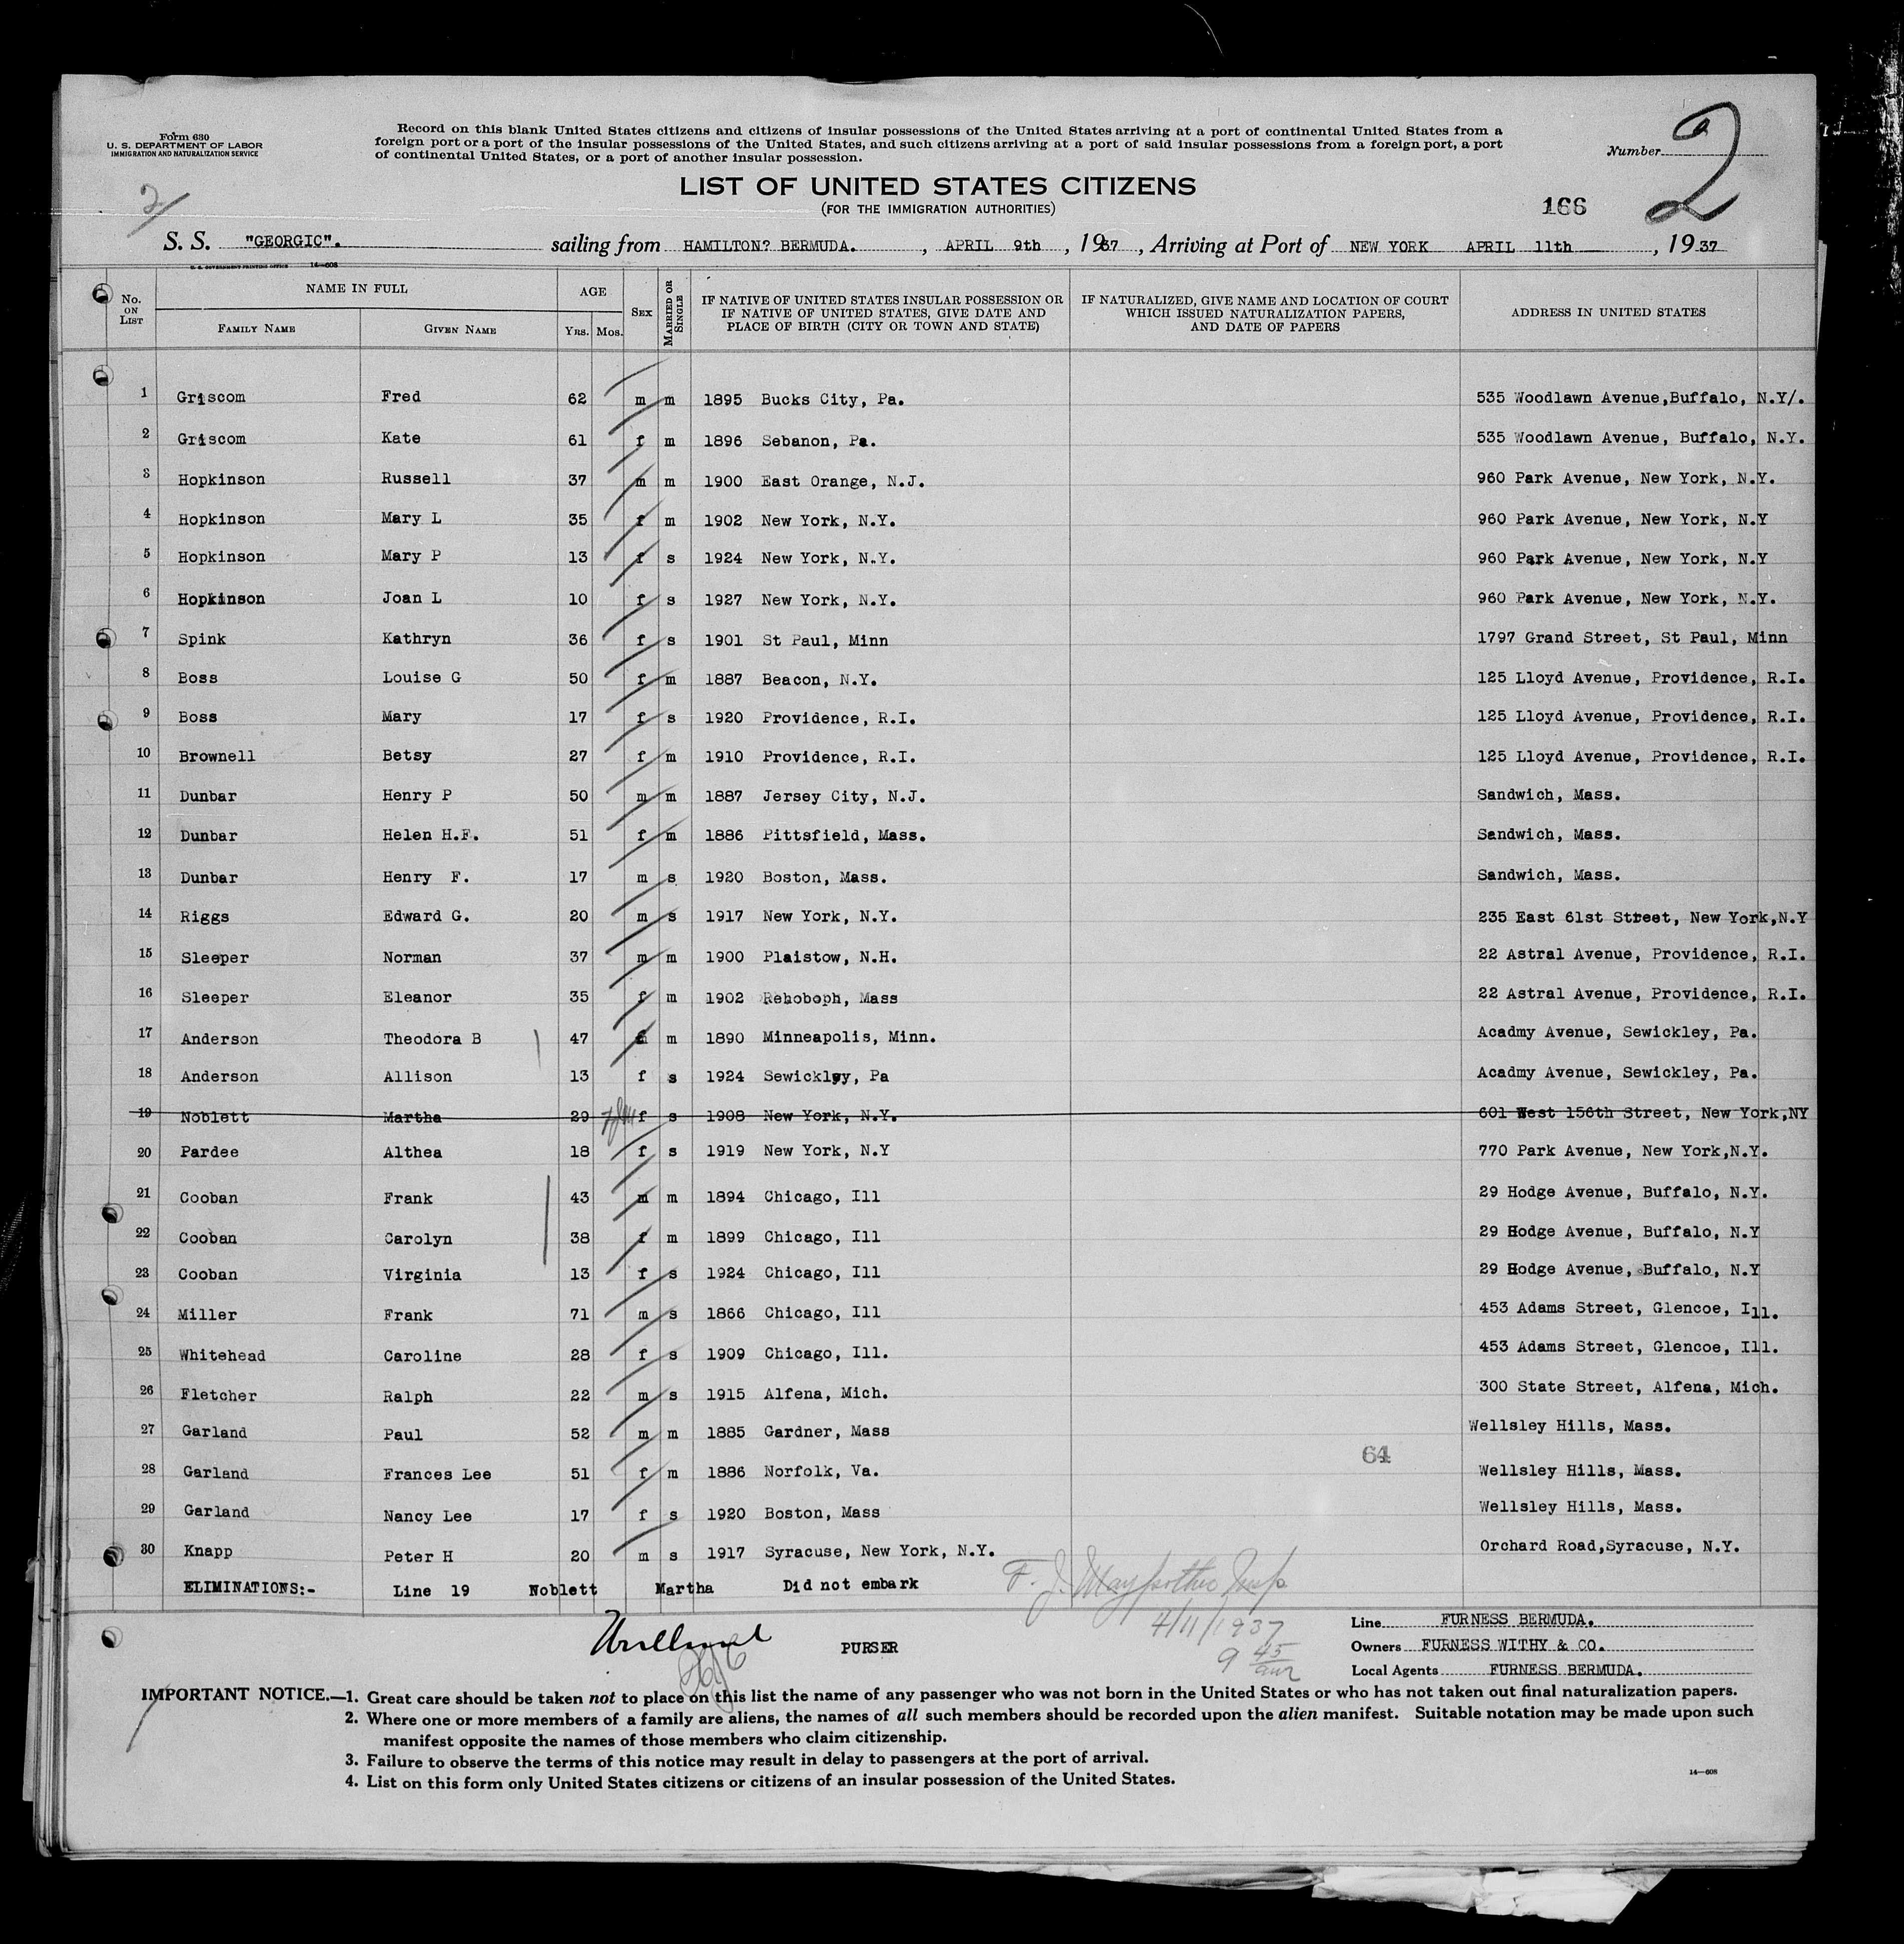 Form 630
U. S. DEPARTMENT OF LABOR
IMMIGRATION AND NATURALIZATION SERVICE
Record on this blank United States citizens and citizens of insular possessions of the United States arriving at a port of continental United States from a
foreign port or a port of the insular possessions of the United States, and such citizens arriving at a port of said insular possessions from a foreign port, a port
of continental United States, or a port of another insular possession.
Number 2
2/
LIST OF UNITED STATES CITIZENS
(FOR THE IMMIGRATION AUTHORITIES)
166
S. S. "GEORGIC". sailing from HAMILTON? BERMUDA. , APRIL 9th , 1937 , Arriving at Port of NEW YORK APRIL 11th , 19 37
U. S. GOVERNMENT PRINTING OFFICE 14—608
No. ON LIST
NAME IN FULL
FAMILY NAME GIVEN NAME
AGE
YRS. MOS.
SEX
MARRIED OR SINGLE
IF NATIVE OF UNITED STATES INSULAR POSSESSION OR
IF NATIVE OF UNITED STATES, GIVE DATE AND
PLACE OF BIRTH (CITY OR TOWN AND STATE)
IF NATURALIZED, GIVE NAME AND LOCATION OF COURT
WHICH ISSUED NATURALIZATION PAPERS,
AND DATE OF PAPERS
ADDRESS IN UNITED STATES
1 Griscom Fred 62 m m 1895 Bucks City, Pa. 535 Woodlawn Avenue,Buffalo, N.Y/.
2 Griscom Kate 61 f m 1896 Sebanon, Pa. 535 Woodlawn Avenue, Buffalo, N.Y.
3 Hopkinson Russell 37 m m 1900 East Orange, N.J. 960 Park Avenue, New York, N.Y.
4 Hopkinson Mary L 35 f m 1902 New York, N.Y. 960 Park Avenue, New York, N.Y
5 Hopkinson Mary P 13 f s 1924 New York, N.Y. 960 Park Avenue, New York, N.Y
6 Hopkinson Joan L 10 f s 1927 New York, N.Y. 960 Park Avenue, New York, N.Y.
7 Spink Kathryn 36 f s 1901 St Paul, Minn 1797 Grand Street, St Paul, Minn
8 Boss Louise G 50 f m 1887 Beacon, N.Y. 125 Lloyd Avenue, Providence, R.I.
9 Boss Mary 17 f s 1920 Providence, R.I. 125 Lloyd Avenue, Providence, R.I.
10 Brownell Betsy 27 f m 1910 Providence, R.I. 125 Lloyd Avenue, Providence, R.I.
11 Dunbar Henry P 50 m m 1887 Jersey City, N.J. Sandwich, Mass.
12 Dunbar Helen H.F. 51 f m 1886 Pittsfield, Mass. Sandwich, Mass.
13 Dunbar Henry F. 17 m s 1920 Boston, Mass. Sandwich, Mass.
14 Riggs Edward G. 20 m s 1917 New York, N.Y. 235 East 61st Street, New York,N.Y
15 Sleeper Norman 37 m m 1900 Plaistow, N.H. 22 Astral Avenue, Providence, R.I.
16 Sleeper Eleanor 35 f m 1902 Rehoboph, Mass 22 Astral Avenue, Providence, R.I.
17 Anderson Theodora B 47 f m 1890 Minneapolis, Minn. Acadmy Avenue, Sewickley, Pa.
18 Anderson Allison 13 f s 1924 Sewicklyy, Pa Acadmy Avenue, Sewickley, Pa.
19 Noblett Martha 29 f s 1908 New York, N.Y. 601 West 156th Street, New York,NY
20 Pardee Althea 18 f s 1919 New York, N.Y 770 Park Avenue, New York,N.Y.
21 Cooban Frank 43 m m 1894 Chicago, Ill 29 Hodge Avenue, Buffalo, N.Y.
22 Cooban Carolyn 38 f m 1899 Chicago, Ill 29 Hodge Avenue, Buffalo, N.Y
23 Cooban Virginia 13 f s 1924 Chicago, Ill 29 Hodge Avenue, Buffalo, N.Y
24 Miller Frank 71 m s 1866 Chicago, Ill 453 Adams Street, Glencoe, Ill.
25 Whitehead Caroline 28 f s 1909 Chicago, Ill. 453 Adams Street, Glencoe, Ill.
26 Fletcher Ralph 22 m s 1915 Alfena, Mich. 300 State Street, Alfena, Mich.
27 Garland Paul 52 m m 1885 Gardner, Mass Wellsley Hills, Mass.
64
28 Garland Frances Lee 51 f m 1886 Norfolk, Va. Wellsley Hills, Mass.
29 Garland Nancy Lee 17 f s 1920 Boston, Mass Wellsley Hills, Mass.
30 Knapp Peter H 20 m s 1917 Syracuse, New York, N.Y. Orchard Road,Syracuse, N.Y.
ELIMINATIONS:- Line 19 Noblett Martha Did not embark
F. J.
4/11/1937
9 45 am
PURSER
Line FURNESS BERMUDA.
Owners FURNESS WITHY & CO.
Local Agents FURNESS BERMUDA.
IMPORTANT NOTICE.—1. Great care should be taken not to place on this list the name of any passenger who was not born in the United States or who has not taken out final naturalization papers.
2. Where one or more members of a family are aliens, the names of all such members should be recorded upon the alien manifest. Suitable notation may be made upon such
manifest opposite the names of those members who claim citizenship.
3. Failure to observe the terms of this notice may result in delay to passengers at the port of arrival.
4. List on this form only United States citizens or citizens of an insular possession of the United States.
14—608